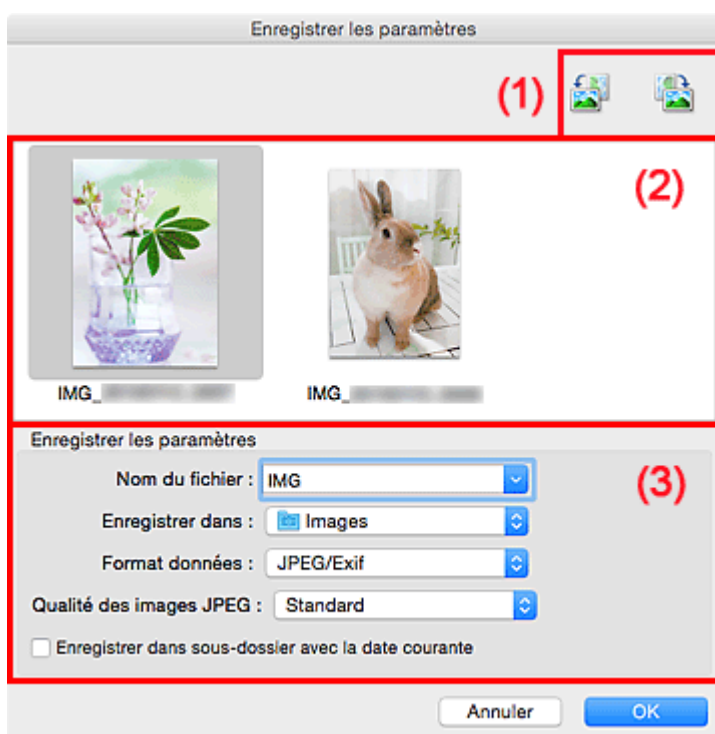 Enregistrer les paramètres
(1)
(2)
IMG_
IMG_
Enregistrer les paramètres
(3)
Nom du fichier : IMG
Enregistrer dans : Images
Format données : JPEG/Exif
Qualité des images JPEG : Standard
Enregistrer dans sous-dossier avec la date courante
Annuler OK